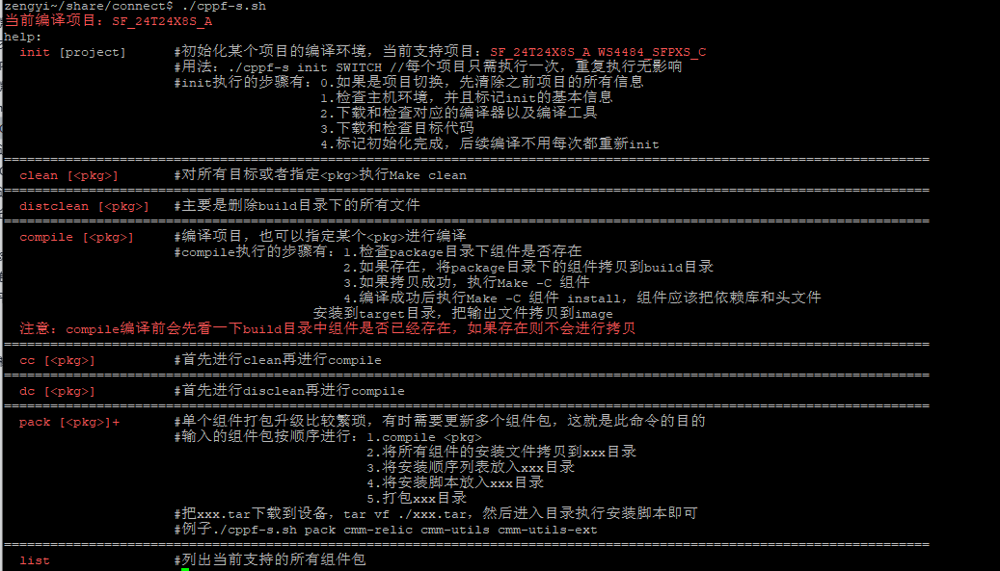 zengyi~/share/connect$ ./cppf-s.sh
当前编译项目：SF_24T24X8S_A
help:
init [project] #初始化某个项目的编译环境，当前支持项目：SF_24T24X8S_A WS4484_SFPXS_C
#用法：./cppf-s init SWITCH //每个项目只需执行一次，重复执行无影响
#init执行的步骤有：0.如果是项目切换，先清除之前项目的所有信息
1.检查主机环境，并且标记init的基本信息
2.下载和检查对应的编译器以及编译工具
3.下载和检查目标代码
4.标记初始化完成，后续编译不用每次都重新init
========================================================================================================================
clean [<pkg>] #对所有目标或者指定<pkg>执行Make clean
========================================================================================================================
distclean [<pkg>] #主要是删除build目录下的所有文件
========================================================================================================================
compile [<pkg>] #编译项目，也可以指定某个<pkg>进行编译
#compile执行的步骤有：1.检查package目录下组件是否存在
2.如果存在，将package目录下的组件拷贝到build目录
3.如果拷贝成功，执行Make -C 组件
4.编译成功后执行Make -C 组件 install，组件应该把依赖库和头文件
安装到target目录，把输出文件拷贝到image
注意：compile编译前会先看一下build目录中组件是否已经存在，如果存在则不会进行拷贝
========================================================================================================================
cc [<pkg>] #首先进行clean再进行compile
========================================================================================================================
dc [<pkg>] #首先进行disclean再进行compile
========================================================================================================================
pack [<pkg>]+ #单个组件打包升级比较繁琐，有时需要更新多个组件包，这就是此命令的目的
#输入的组件包按顺序进行：1.compile <pkg>
2.将所有组件的安装文件拷贝到xxx目录
3.将安装顺序列表放入xxx目录
4.将安装脚本放入xxx目录
5.打包xxx目录
#把xxx.tar下载到设备，tar vf ./xxx.tar，然后进入目录执行安装脚本即可
#例子./cppf-s.sh pack cmm-relic cmm-utils cmm-utils-ext
========================================================================================================================
list #列出当前支持的所有组件包